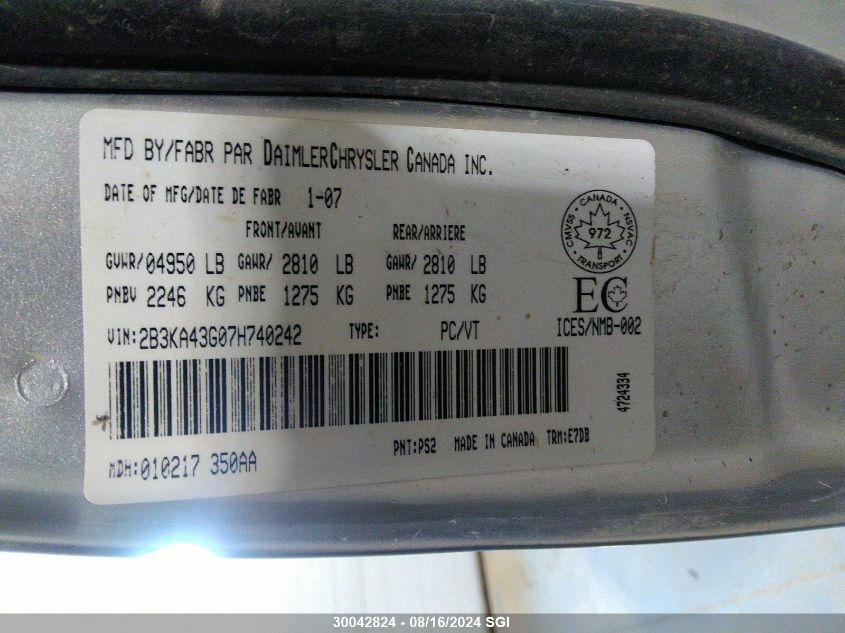 MFD BY/FABR PAR DAIMLERCHRYSLER CANADA INC.
DATE OF MFG/DATE DE FABR 1-07
FRONT/AVANT REAR/ARRIERE
GVWR/04950 LB GAWR/ 2810 LB GAWR/ 2810 LB
PNBV 2246 KG PNBE 1275 KG PNBE 1275 KG
VIN:2B3KA43G07H740242 TYPE: PC/VT
CANADA
CMVSS 972 NSVAC
TRANSPORT
EC
ICES/NMB-002
4724334
PNT:PS2 MADE IN CANADA TRM:E7DB
MDH:010217 350AA
30042824 - 08/16/2024 SGI